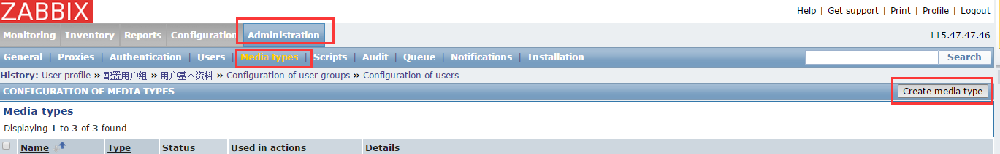 ZABBIX
Help | Get support | Print | Profile | Logout
Monitoring Inventory Reports Configuration Administration 115.47.47.46
General | Proxies | Authentication | Users | Media types | Scripts | Audit | Queue | Notifications | Installation Search
History: User profile » 配置用户组 » 用户基本资料 » Configuration of user groups » Configuration of users
CONFIGURATION OF MEDIA TYPES Create media type
Media types
Displaying 1 to 3 of 3 found
Name Type Status Used in actions Details